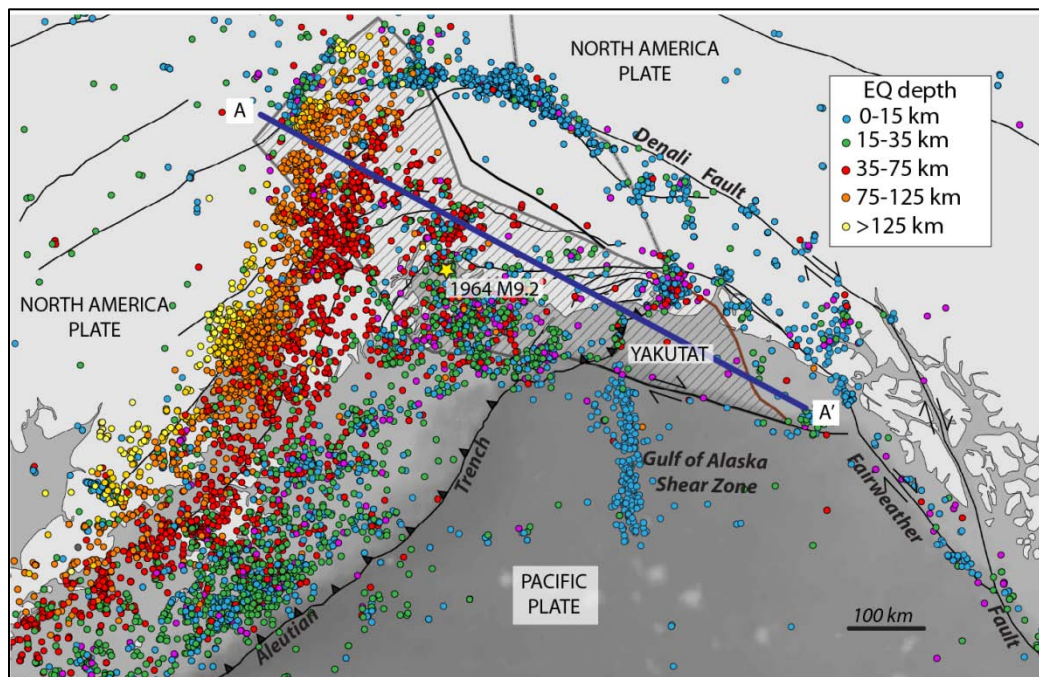 NORTH AMERICA
PLATE
EQ depth
0-15 km
15-35 km
35-75 km
75-125 km
>125 km
A
Denali Fault
1964 M9.2
NORTH AMERICA
PLATE
YAKUTAT
A'
Gulf of Alaska
Shear Zone
Fairweather Fault
Aleutian Trench
PACIFIC
PLATE
100 km